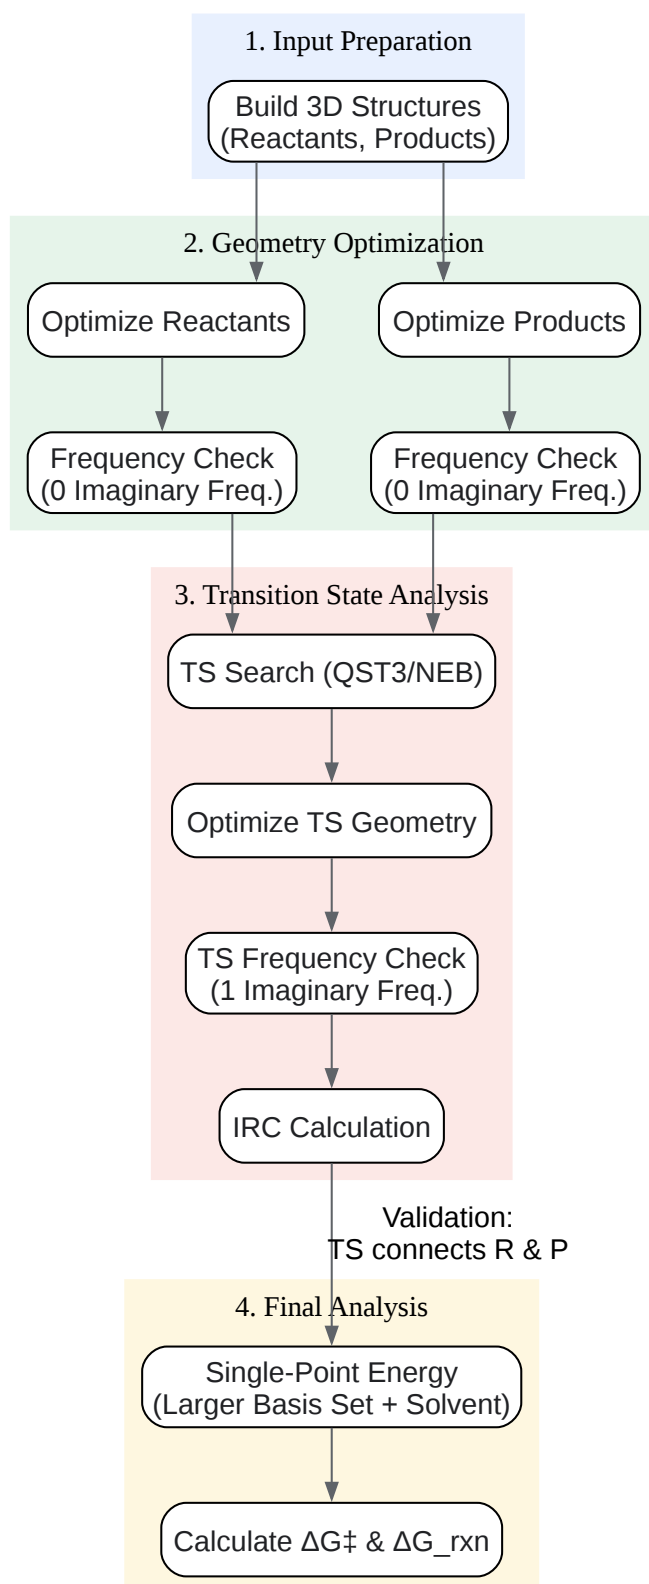 1. Input Preparation
Build 3D Structures
(Reactants, Products)
2. Geometry Optimization
Optimize Reactants
Optimize Products
Frequency Check
(0 Imaginary Freq.)
Frequency Check
(0 Imaginary Freq.)
3. Transition State Analysis
TS Search (QST3/NEB)
Optimize TS Geometry
TS Frequency Check
(1 Imaginary Freq.)
IRC Calculation
Validation:
TS connects R & P
4. Final Analysis
Single-Point Energy
(Larger Basis Set + Solvent)
Calculate ΔG‡ & ΔG_rxn